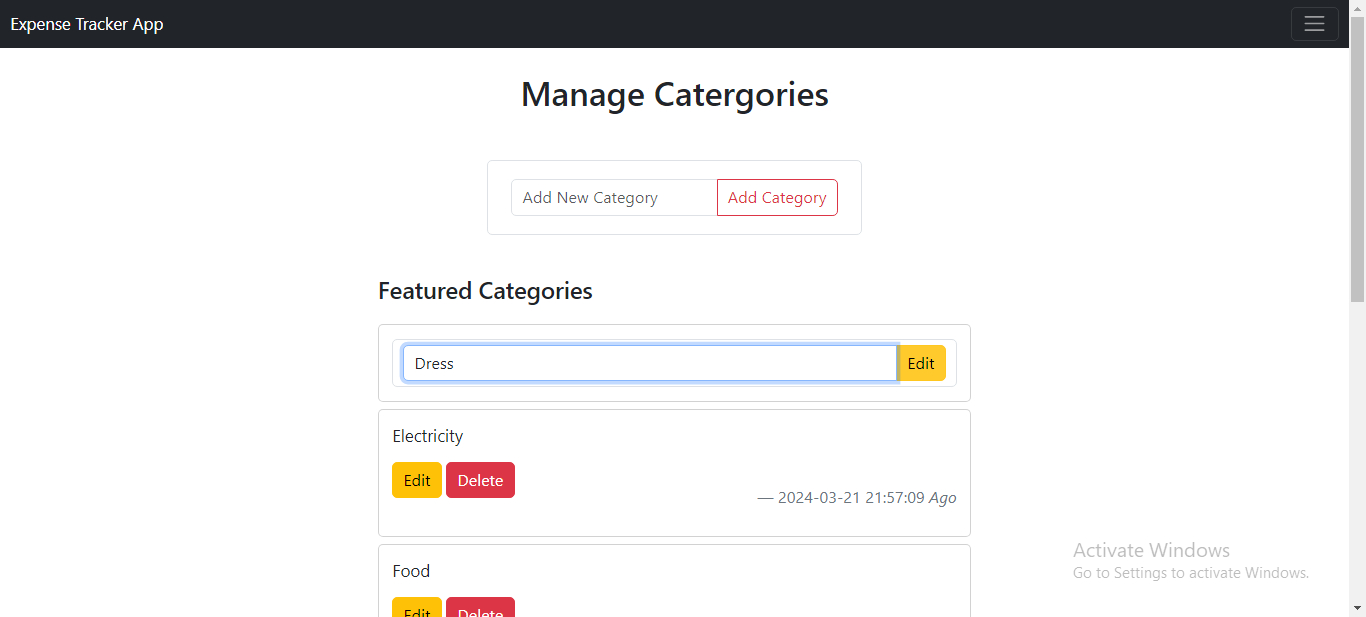 Expense Tracker App
Manage Catergories
Add New Category Add Category
Featured Categories
Dress Edit
Electricity
Edit Delete
— 2024-03-21 21:57:09 Ago
Food
Edit Delete
Activate Windows
Go to Settings to activate Windows.